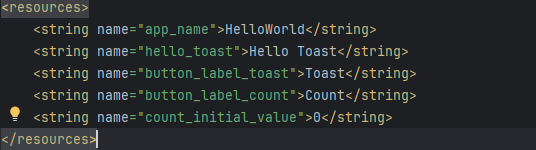 <resources>
    <string name="app_name">HelloWorld</string>
    <string name="hello_toast">Hello Toast</string>
    <string name="button_label_toast">Toast</string>
    <string name="button_label_count">Count</string>
    <string name="count_initial_value">0</string>
</resources>